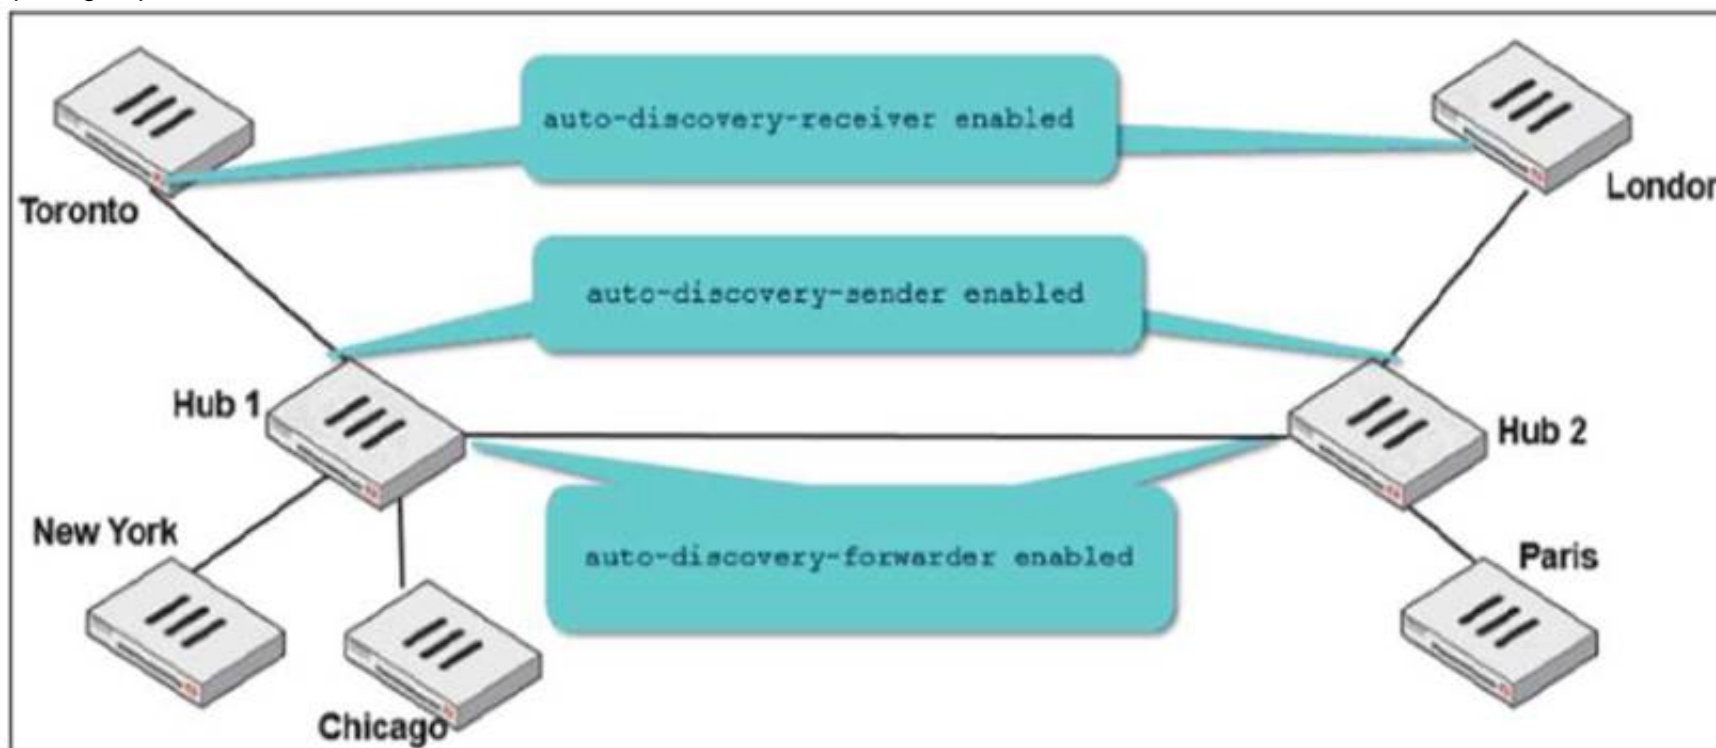 auto-discovery-receiver enabled
Toronto
London
auto-discovery-sender enabled
Hub 1
Hub 2
New York
auto-discovery-forwarder enabled
Paris
Chicago